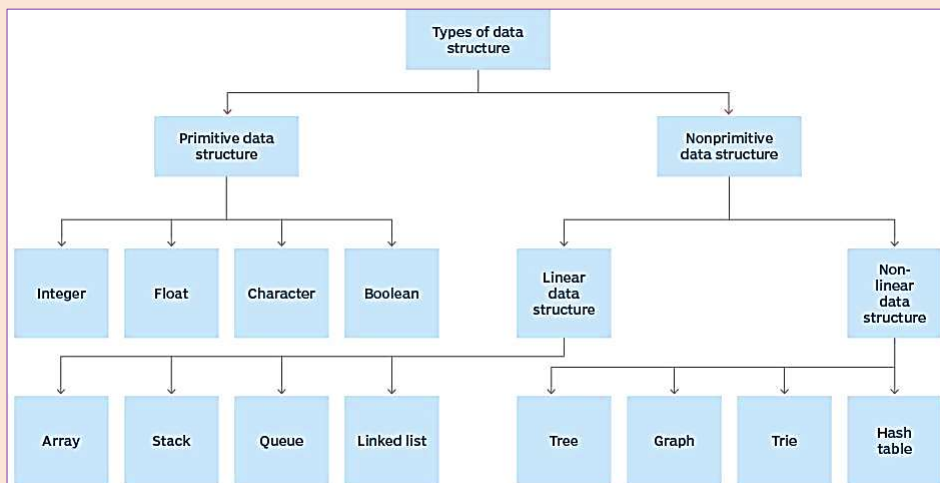 Types of data
structure
Primitive data
structure
Nonprimitive
data structure
Integer
Float
Character
Boolean
Linear
data
structure
Non-
linear
data
structure
Array
Stack
Queue
Linked list
Tree
Graph
Trie
Hash
table